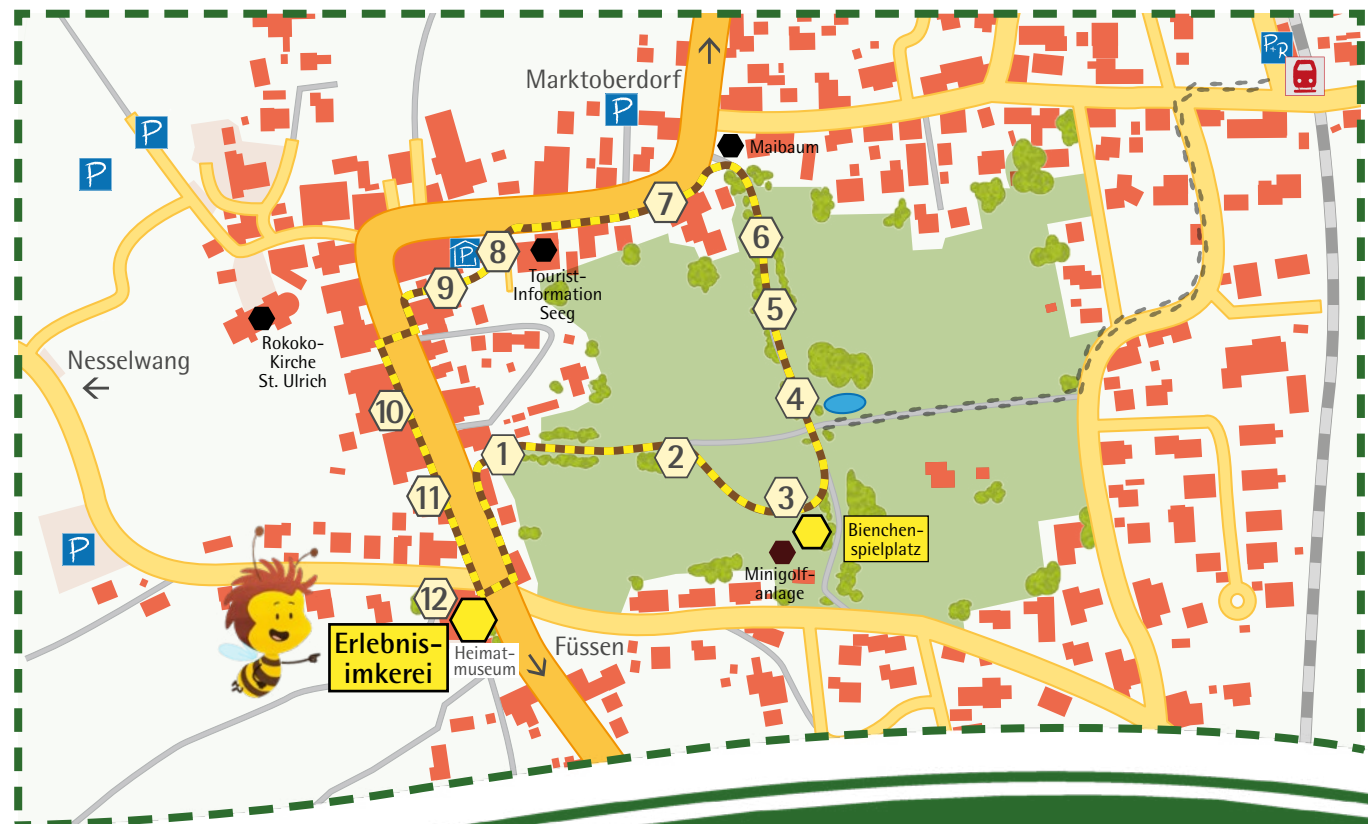 P+R
Marktoberdorf
P
P
P
Maibaum
7
6
8
P
Tourist-
Information
Seeg
9
5
Rokoko-
Kirche
St. Ulrich
Nesselwang
10
4
1
2
11
3
Bienchen-
spielplatz
P
Minigolf-
anlage
12
Erlebnis-
imkerei
Heimat-
museum
Füssen